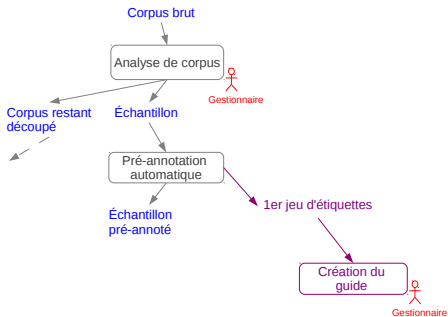 Corpus brut
Analyse de corpus
Gestionnaire
Corpus restant
découpé
Échantillon
Pré-annotation
automatique
1er jeu d'étiquettes
Échantillon
pré-annoté
Création du
guide
Gestionnaire